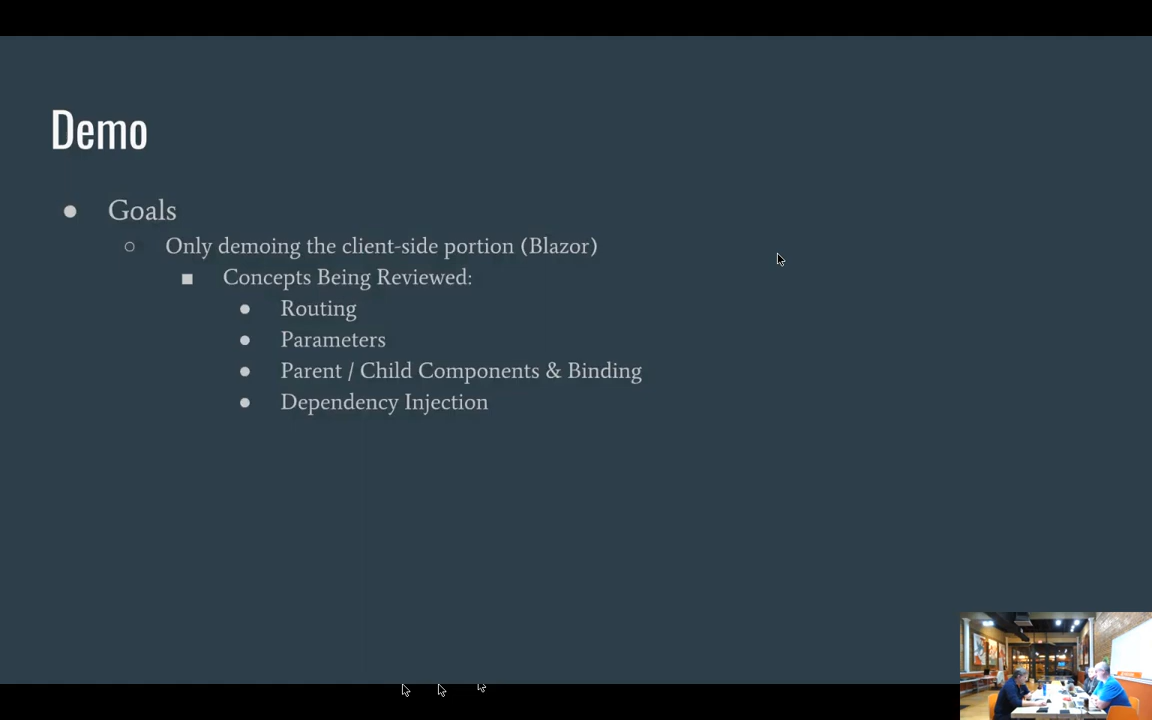 Demo
● Goals
○ Only demoing the client-side portion (Blazor)
■ Concepts Being Reviewed:
● Routing
● Parameters
● Parent / Child Components & Binding
● Dependency Injection